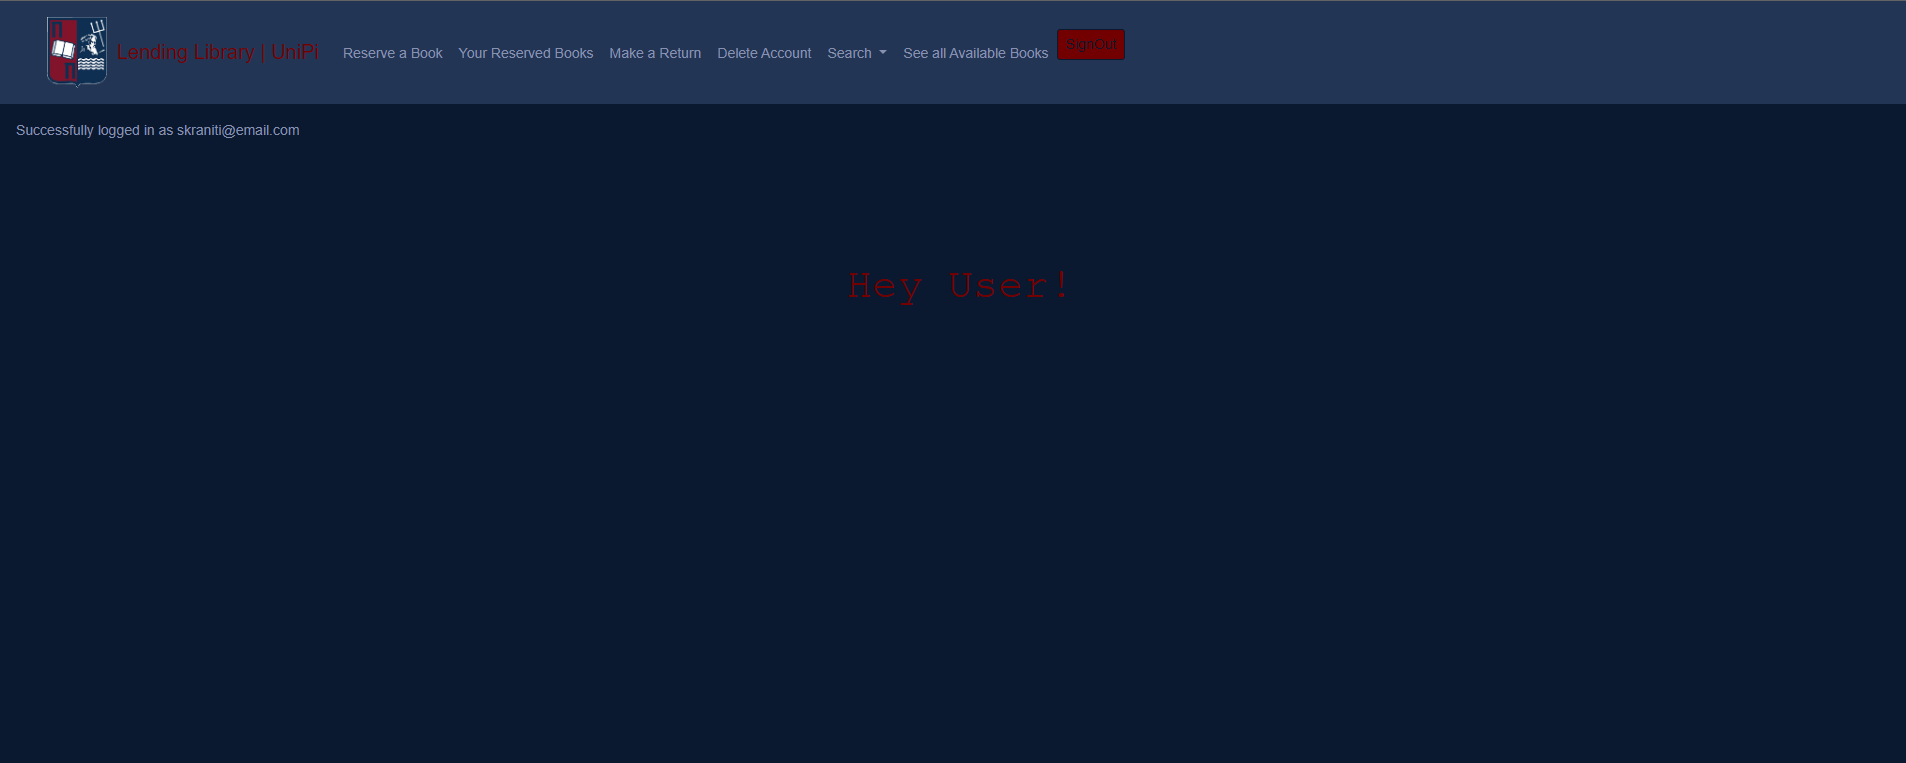 Lending Library | UniPi Reserve a Book Your Reserved Books Make a Return Delete Account Search See all Available Books SignOut
Successfully logged in as skraniti@email.com
Hey User!